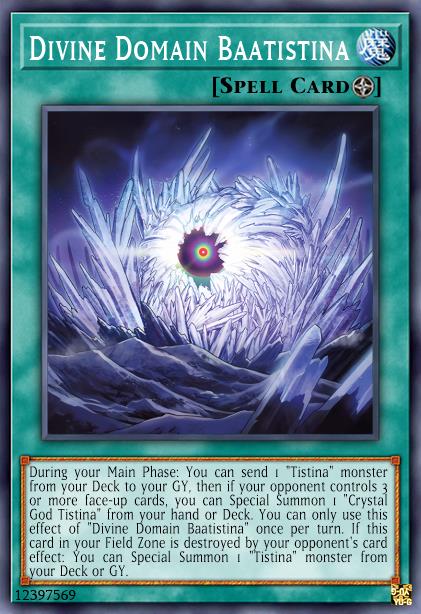 DIVINE DOMAIN BAATISTINA
魔
[SPELL CARD]
During your Main Phase: You can send 1 "Tistina" monster
from your Deck to your GY, then if your opponent controls 3
or more face-up cards, you can Special Summon 1 "Crystal
God Tistina" from your hand or Deck. You can only use this
effect of "Divine Domain Baatistina" once per turn. If this
card in your Field Zone is destroyed by your opponent's card
effect: You can Special Summon 1 "Tistina" monster from
your Deck or GY.
12397569